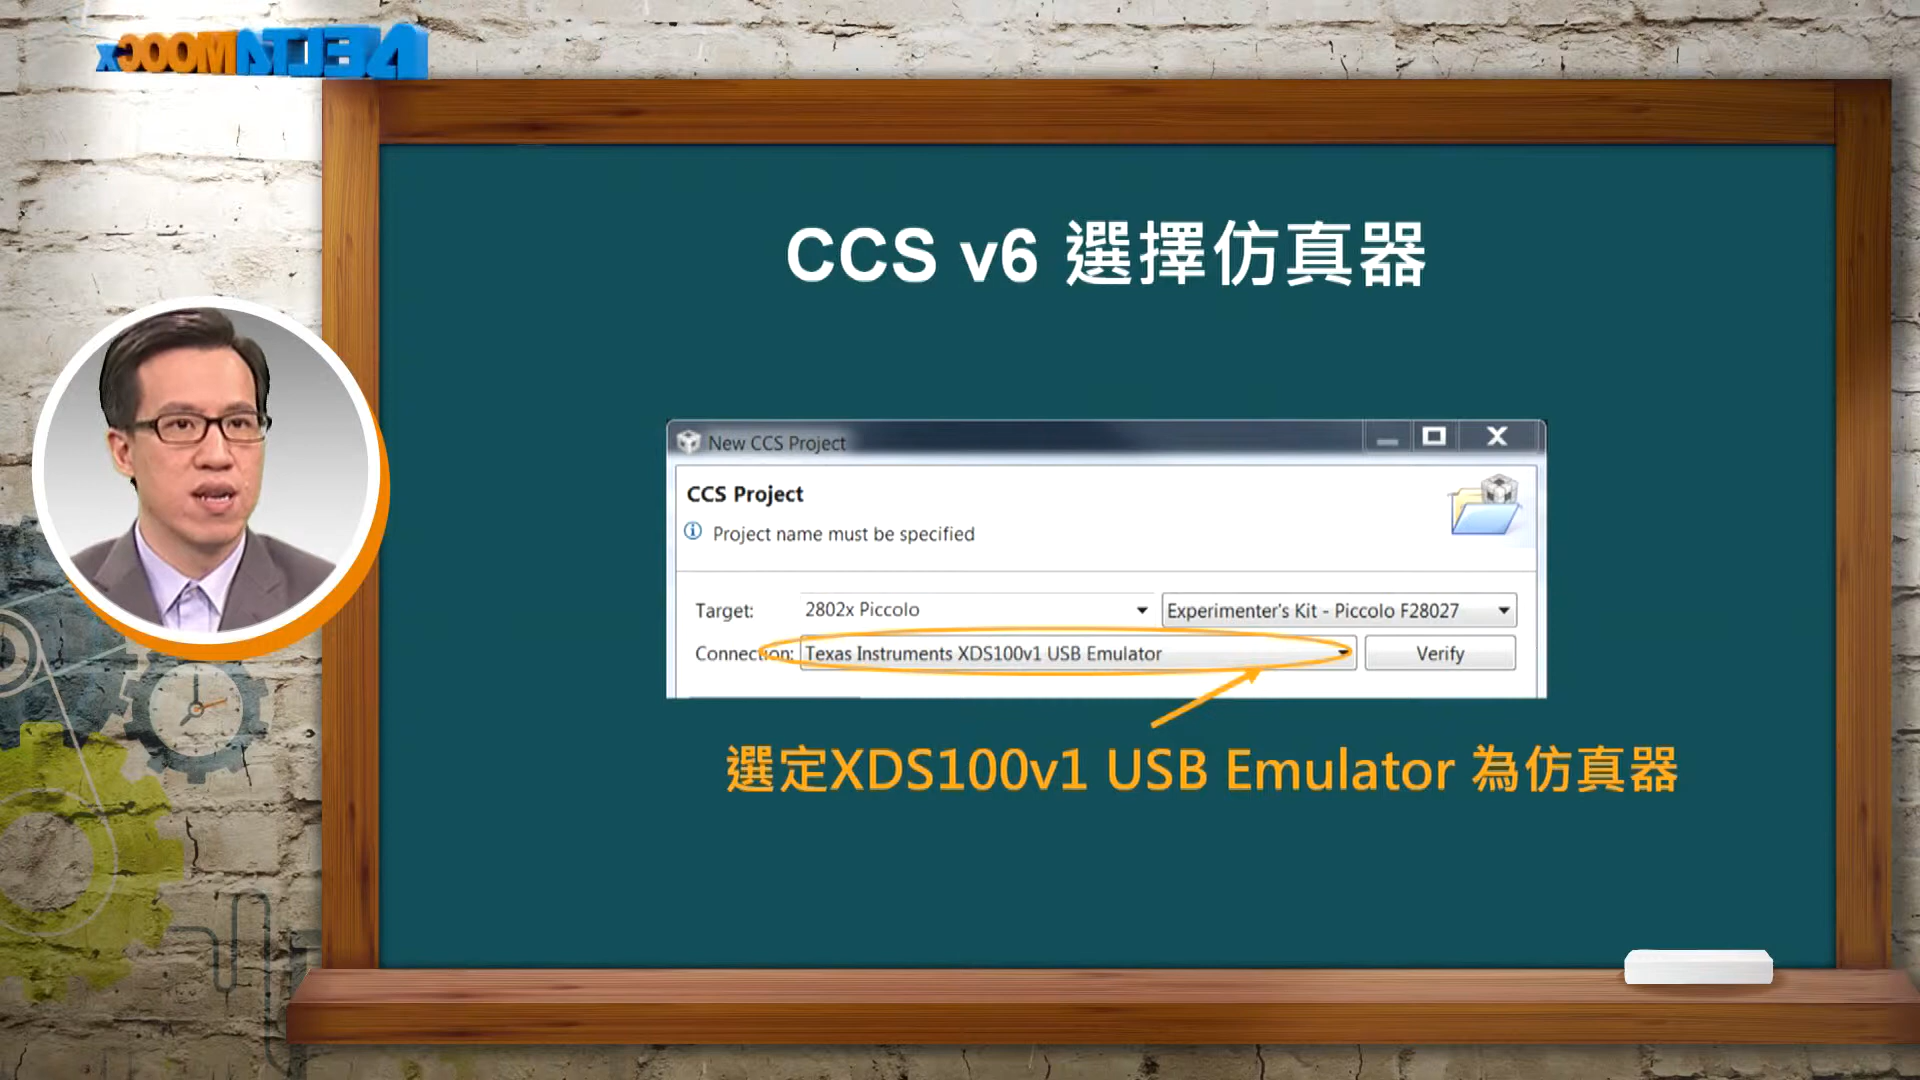 DELTAMOOCx
CCS v6 選擇仿真器
New CCS Project
CCS Project
Project name must be specified
Target: 2802x Piccolo Experimenter's Kit - Piccolo F28027
Connection: Texas Instruments XDS100v1 USB Emulator Verify
選定XDS100v1 USB Emulator 為仿真器